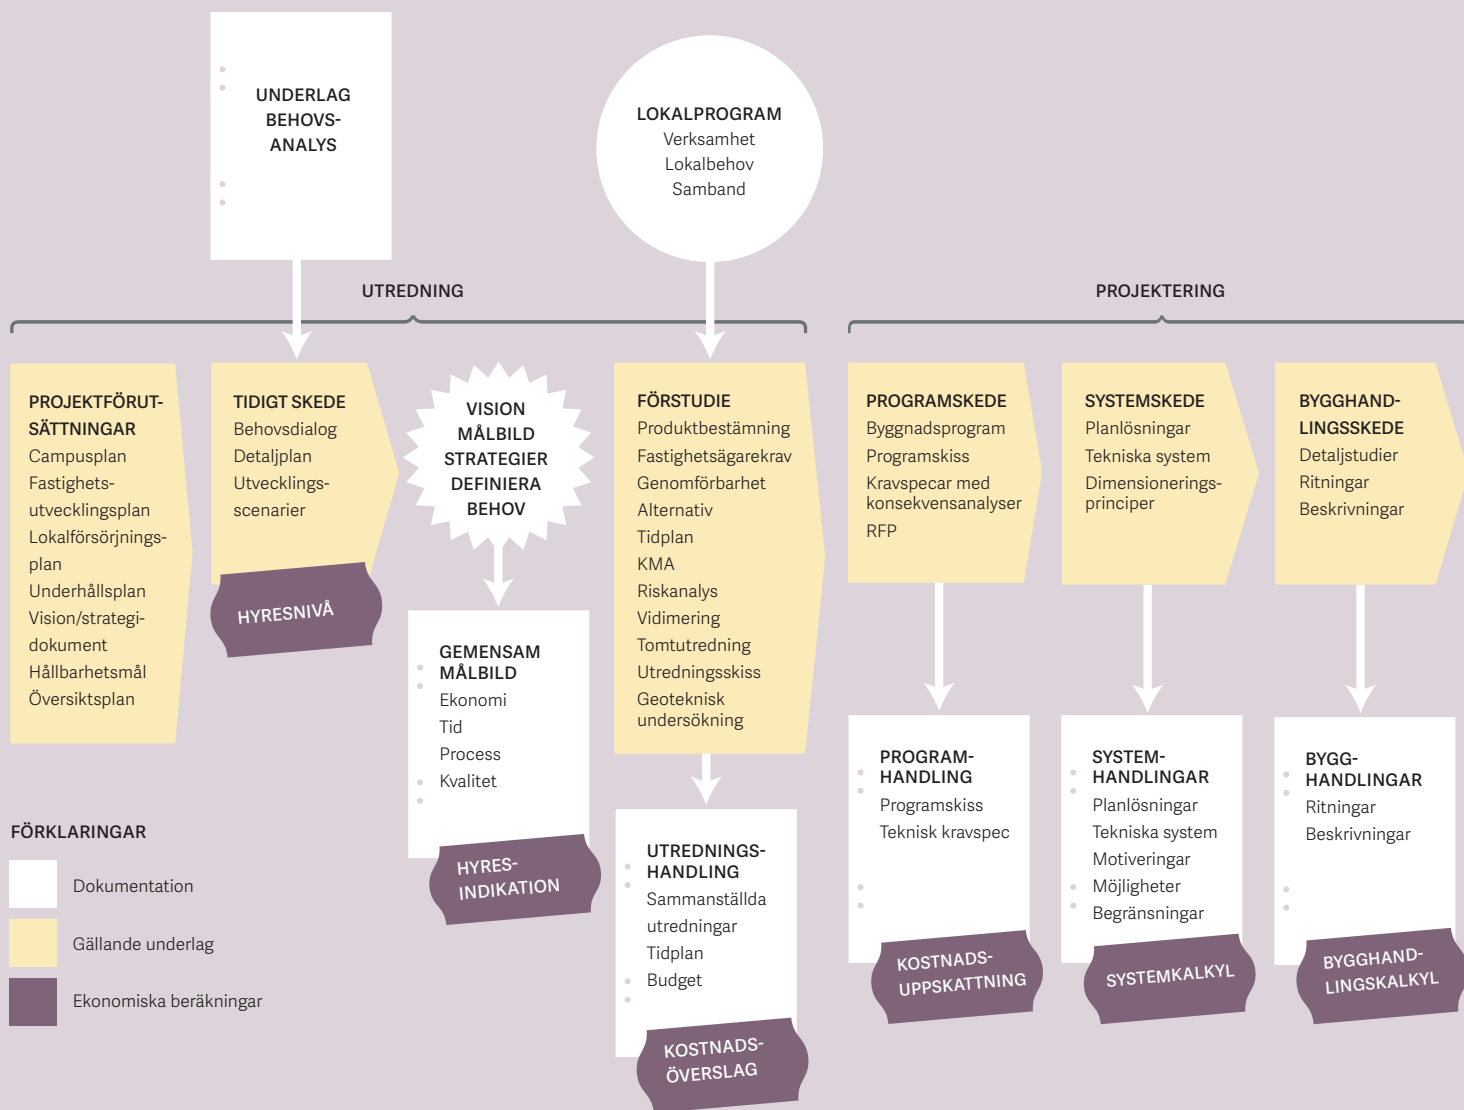 UNDERLAG
BEHOVS-
ANALYS
LOKALPROGRAM
Verksamhet
Lokalbehov
Samband
UTREDNING
PROJEKTERING
PROJEKTFÖRUT-
SÄTTNINGAR
Campusplan
Fastighets-
utvecklingsplan
Lokalförsörjnings-
plan
Underhållsplan
Vision/strategi-
dokument
Hållbarhetsmål
Översiktsplan
TIDIGT SKEDE
Behovsdialog
Detaljplan
Utvecklings-
scenarier
HYRESNIVÅ
VISION
MÅLBILD
STRATEGIER
DEFINIERA
BEHOV
GEMENSAM
MÅLBILD
Ekonomi
Tid
Process
Kvalitet
HYRES-
INDIKATION
FÖRSTUDIE
Produktbestämning
Fastighetsägarekrav
Genomförbarhet
Alternativ
Tidplan
KMA
Riskanalys
Vidimering
Tomtutredning
Utredningsskiss
Geoteknisk
undersökning
UTREDNINGS-
HANDLING
Sammanställda
utredningar
Tidplan
Budget
KOSTNADS-
ÖVERSLAG
PROGRAMSKEDE
Byggnadsprogram
Programskiss
Kravspecar med
konsekvensanalyser
RFP
PROGRAM-
HANDLING
Programskiss
Teknisk kravspec
KOSTNADS-
UPPSKATTNING
SYSTEMSKEDE
Planlösningar
Tekniska system
Dimensionerings-
principer
SYSTEM-
HANDLINGAR
Planlösningar
Tekniska system
Motiveringar
Möjligheter
Begränsningar
SYSTEMKALKYL
BYGGHAND-
LINGSSKEDE
Detaljstudier
Ritningar
Beskrivningar
BYGG-
HANDLINGAR
Ritningar
Beskrivningar
BYGGHAND-
LINGSKALKYL
FÖRKLARINGAR
Dokumentation
Gällande underlag
Ekonomiska beräkningar